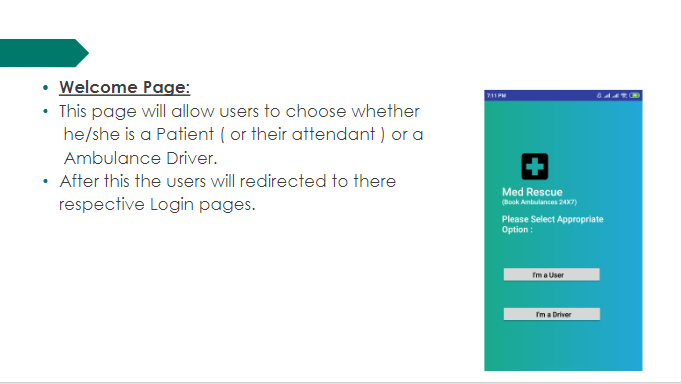 Welcome Page:
This page will allow users to choose whether
he/she is a Patient ( or their attendant ) or a
Ambulance Driver.
After this the users will redirected to there
respective Login pages.
7:11 PM
Med Rescue
(Book Ambulances 24X7)
Please Select Appropriate
Option :
I'm a User
I'm a Driver